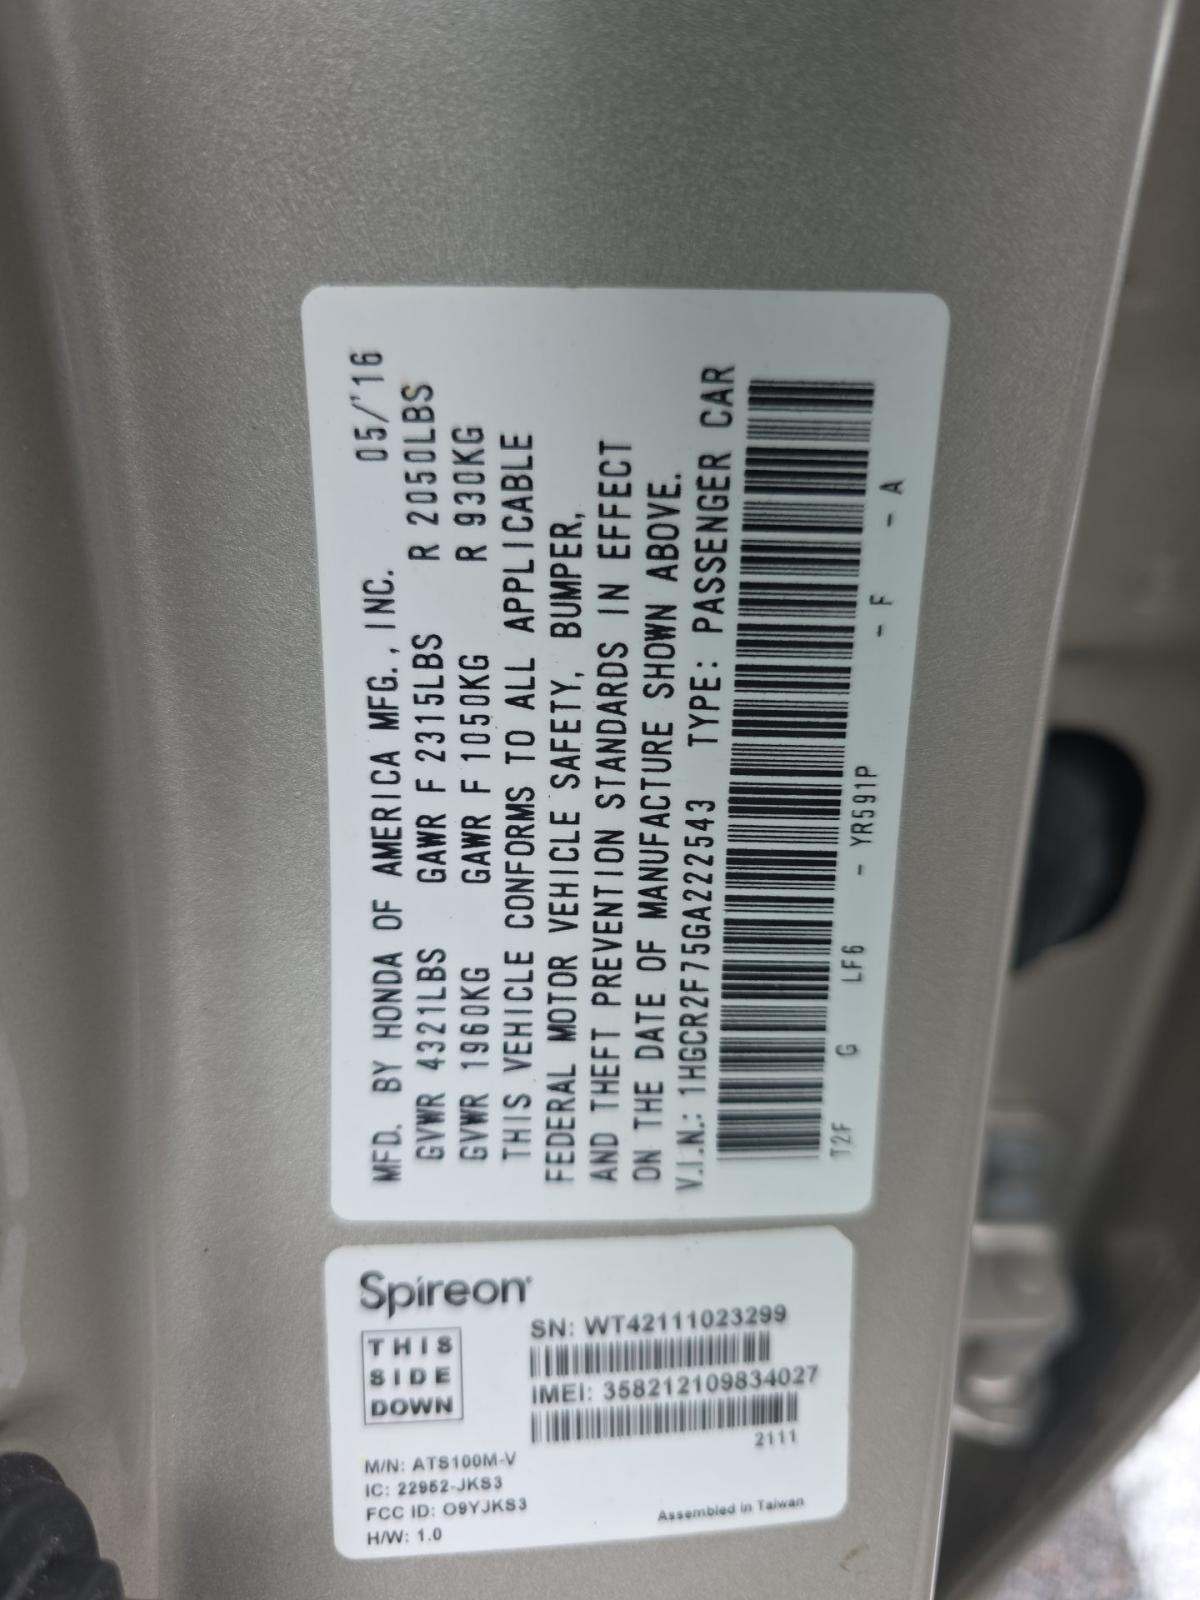 MFD. BY HONDA OF AMERICA MFG., INC. 05/'16
GVWR 4321LBS GAWR F 2315LBS R 2050LBS
GVWR 1960KG GAWR F 1050KG R 930KG
THIS VEHICLE CONFORMS TO ALL APPLICABLE
FEDERAL MOTOR VEHICLE SAFETY, BUMPER,
AND THEFT PREVENTION STANDARDS IN EFFECT
ON THE DATE OF MANUFACTURE SHOWN ABOVE.
V.I.N.: 1HGCR2F75GA222543 TYPE: PASSENGER CAR
T2F G LF6 - YR591P - F - A
Spireon
THIS
SIDE
DOWN
SN: WT42111023299
IMEI: 358212109834027
2111
M/N: ATS100M-V
IC: 22952-JKS3
FCC ID: O9YJKS3
H/W: 1.0
Assembled in Taiwan